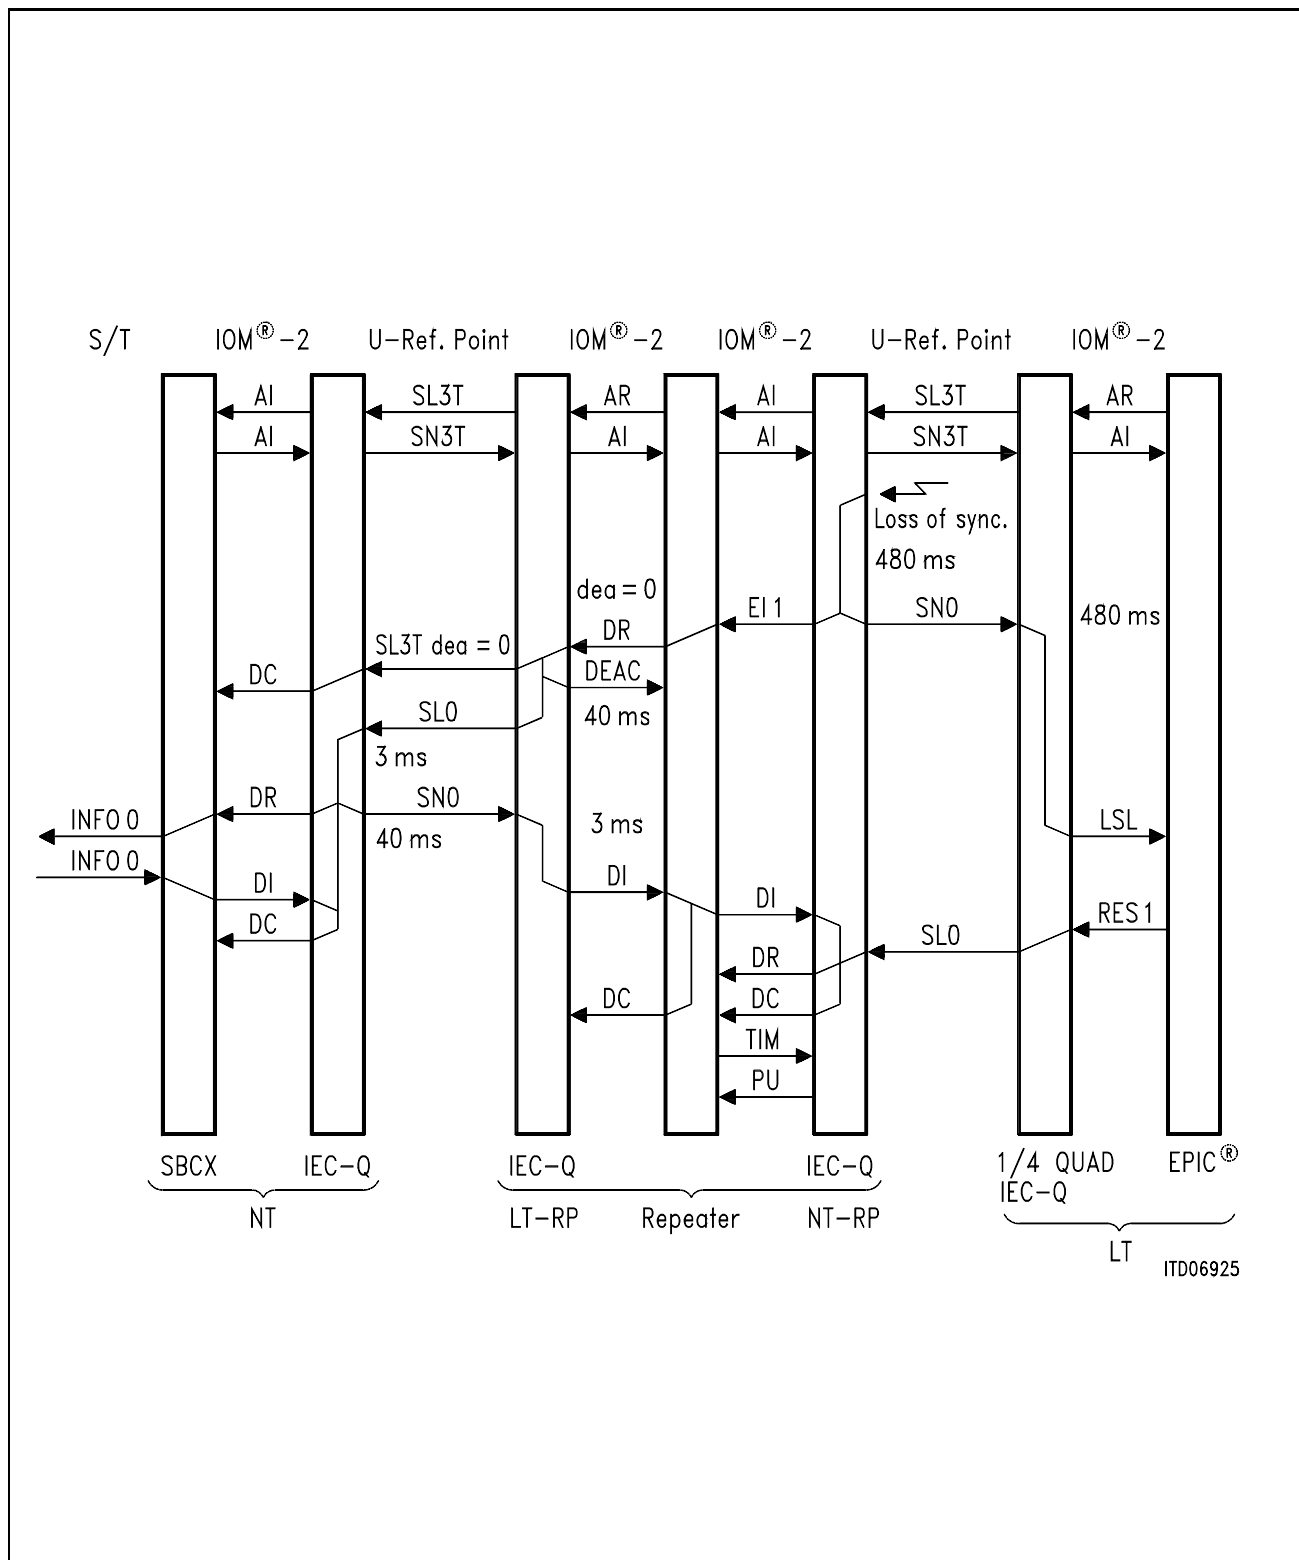 S/T IOM®-2 U-Ref. Point IOM®-2 IOM®-2 U-Ref. Point IOM®-2
AI SL3T AR AI SL3T AR
AI SN3T AI AI SN3T AI
Loss of sync.
480 ms
dea = 0
EI 1 SN0 480 ms
DR
SL3T dea = 0
DC DEAC
SL0 40 ms
3 ms
DR SN0
INFO 0 3 ms LSL
40 ms
INFO 0
DI DI
DI
RES 1
DC SL0
DR
DC DC
TIM
PU
SBCX IEC-Q IEC-Q IEC-Q 1/4 QUAD EPIC®
IEC-Q
NT LT-RP Repeater NT-RP
LT
ITD06925